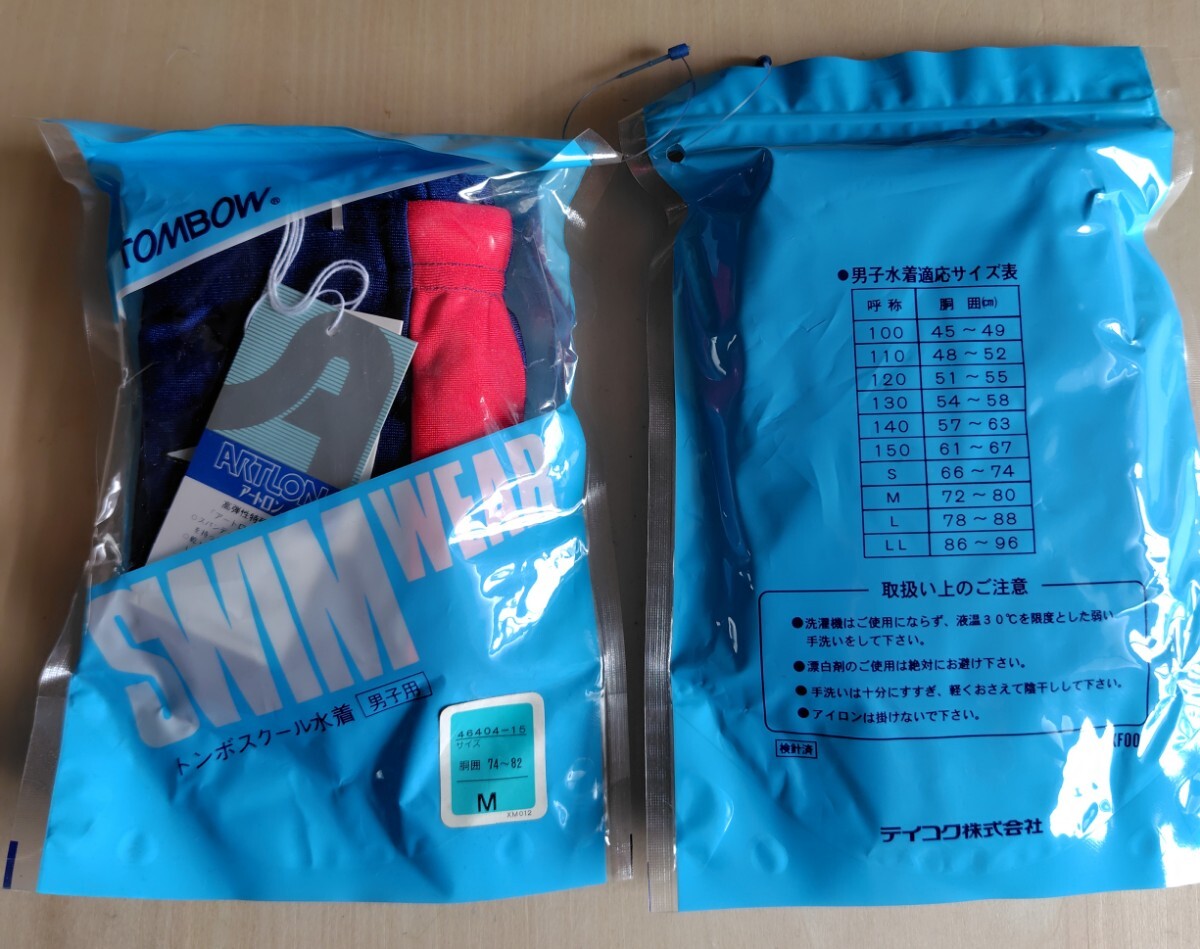 TOMBOW®
ARTLON
アートロン
SWIM WEAR
トンボスクール水着 男子用
46404-15
サイズ
胴囲 74～82
M
XM012
●男子水着適応サイズ表
呼称 胴囲(cm)
100 45～49
110 48～52
120 51～55
130 54～58
140 57～63
150 61～67
S 66～74
M 72～80
L 78～88
LL 86～96
取扱い上のご注意
●洗濯機はご使用にならず、液温30℃を限度とした弱い
手洗いをして下さい。
●漂白剤のご使用は絶対にお避け下さい。
●手洗いは十分にすすぎ、軽くおさえて陰干しして下さい。
●アイロンは掛けないで下さい。
検針済
テイコク株式会社